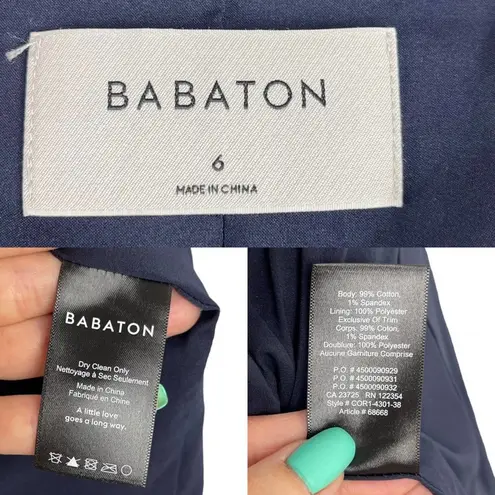 BABATON
6
MADE IN CHINA
BABATON
Dry Clean Only
Nettoyage à Sec Seulement
Made in China
Fabriqué en Chine
A little love
goes a long way.
Body: 99% Cotton,
1% Spandex
Lining: 100% Polyester
Exclusive Of Trim
Corps: 99% Coton,
1% Spandex
Doublure: 100% Polyester
Aucune Garniture Comprise
P.O # 4500090929
P.O # 4500090931
P.O # 4500090932
CA 23725 RN 122354
Style # COR1-4301-38
Article # 68668